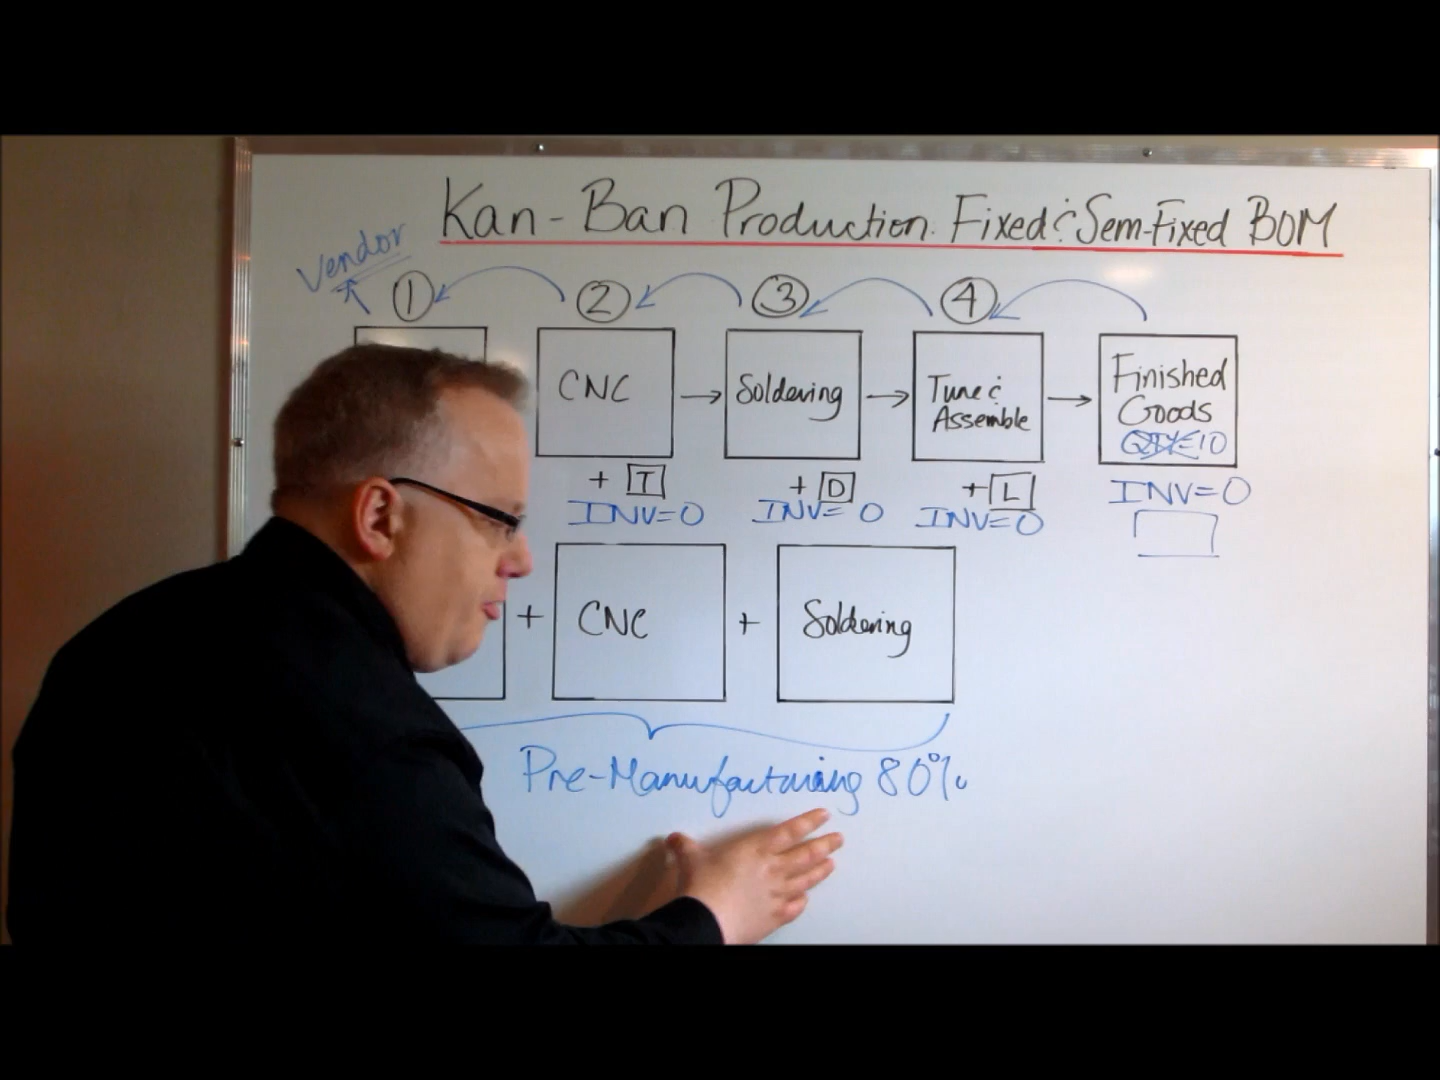 Kan-Ban Production. Fixed & Sem-Fixed BOM
Vendor
1 2 3 4
CNC
Soldering
Tune &
Assemble
Finished
Goods
QTY=10
+ T
+ D
+ L
INV=0
INV=0
INV=0
INV=0
+ CNC + Soldering
Pre-Manufacturing 80%